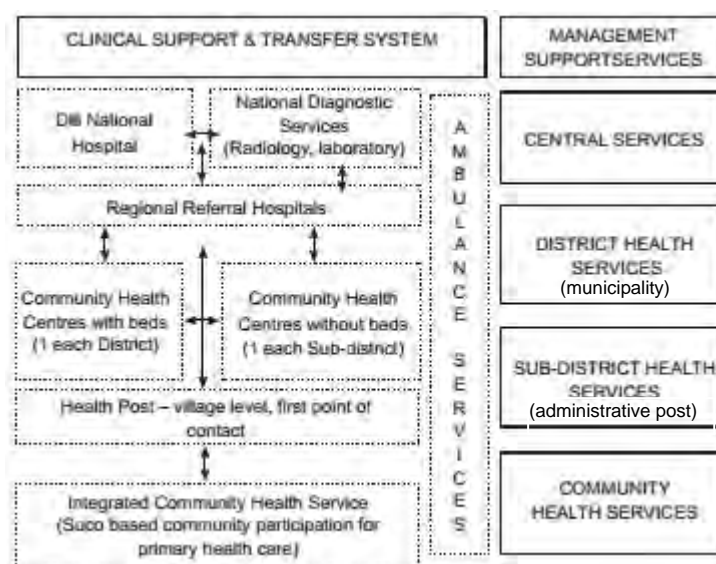 CLINICAL SUPPORT & TRANSFER SYSTEM
MANAGEMENT
SUPPORTSERVICES
Dili National
Hospital
National Diagnostic
Services
(Radiology, laboratory)
Regional Referral Hospitals
Community Health
Centres with beds
(1 each District)
Community Health
Centres without beds
(1 each Sub-district)
Health Post – village level, first point of
contact
Integrated Community Health Service
(Suco based community participation for
primary health care)
AMBULANCE SERVICES
CENTRAL SERVICES
DISTRICT HEALTH
SERVICES
(municipality)
SUB-DISTRICT HEALTH
SERVICES
(administrative post)
COMMUNITY
HEALTH SERVICES